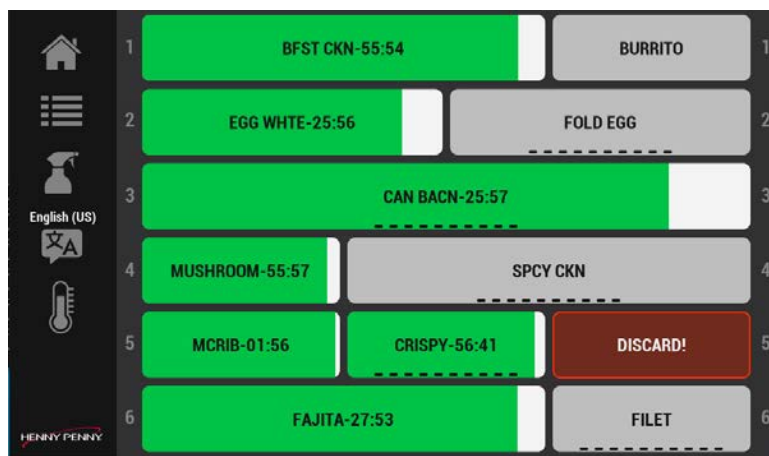 1 BFST CKN-55:54 BURRITO 1
2 EGG WHTE-25:56 FOLD EGG 2
3 CAN BACN-25:57 3
English (US)
文A
4 MUSHROOM-55:57 SPCY CKN 4
5 MCRIB-01:56 CRISPY-56:41 DISCARD! 5
6 FAJITA-27:53 FILET 6
HENNY PENNY